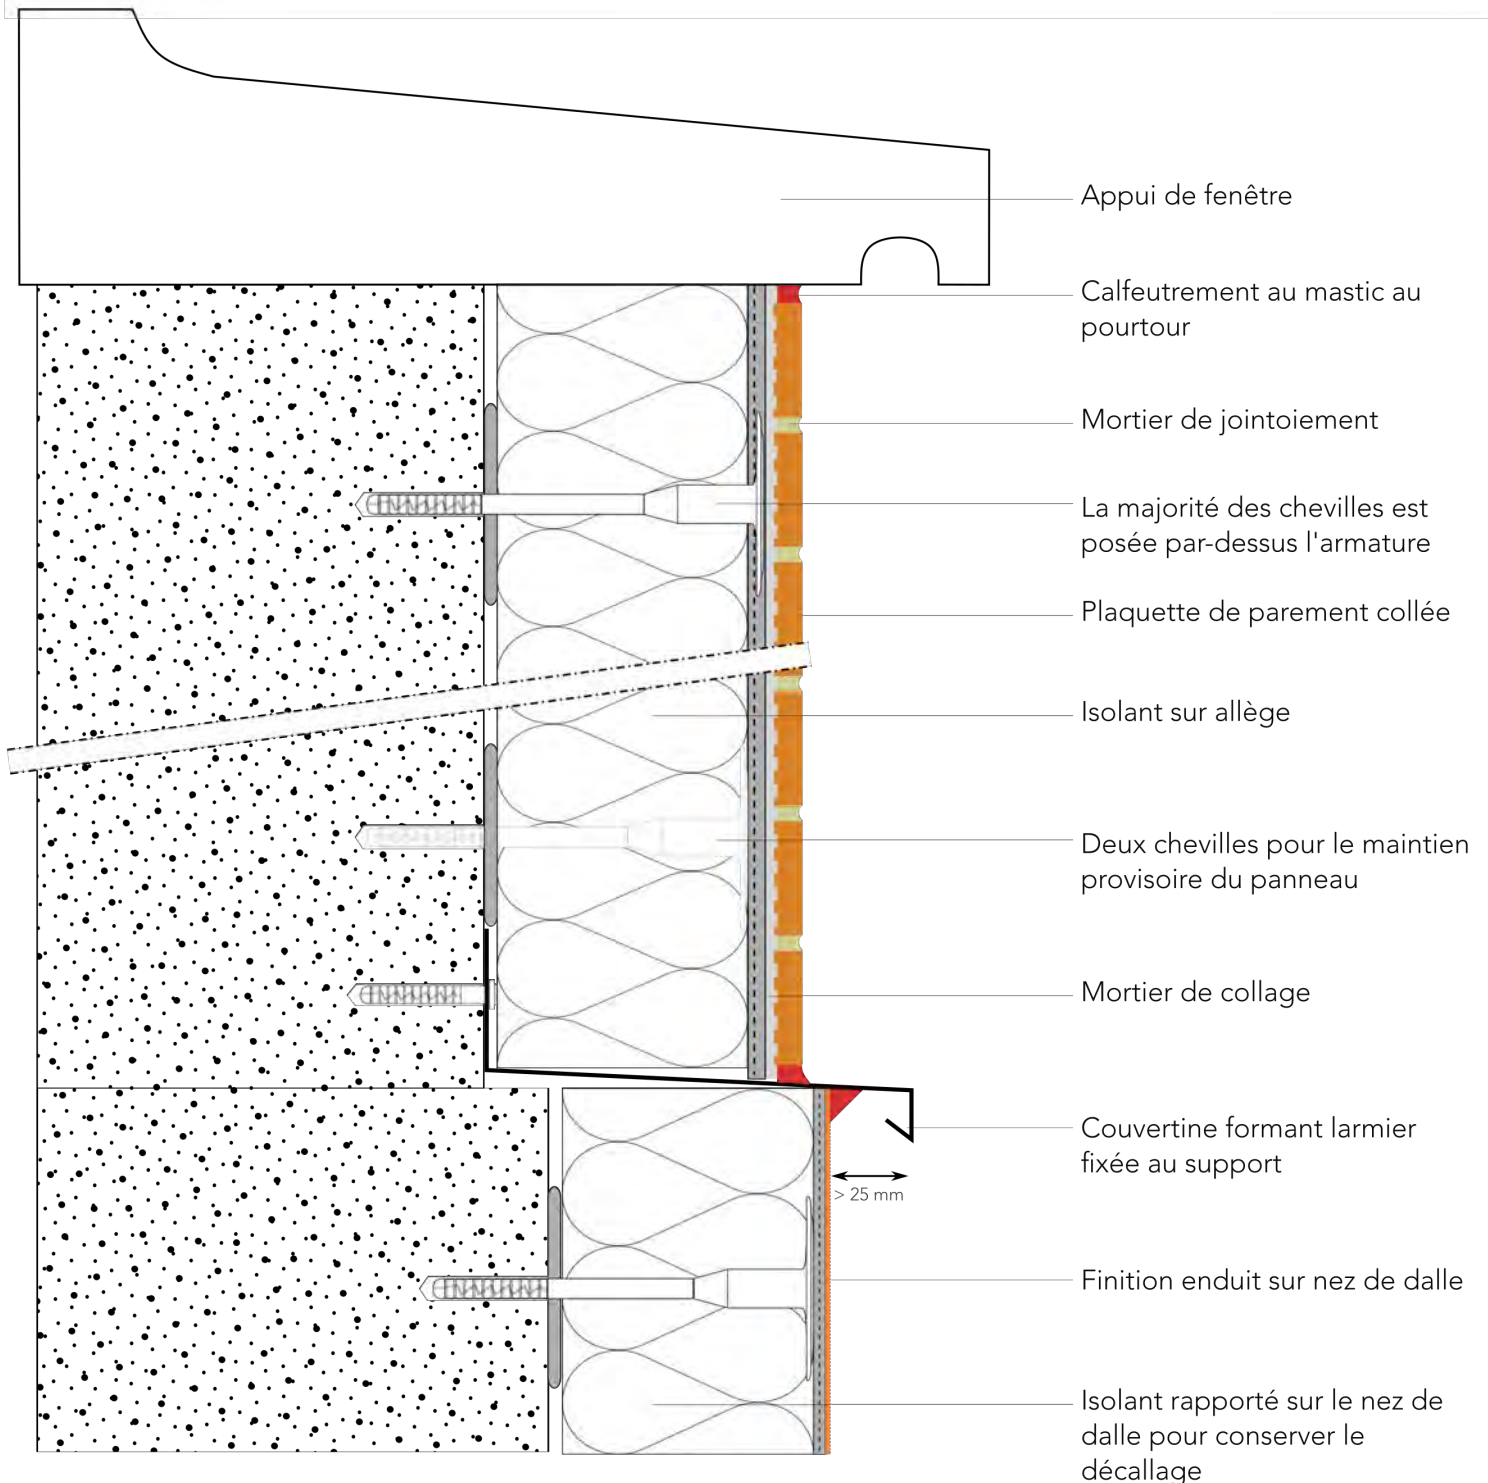 Appui de fenêtre
Calfeutrement au mastic au
pourtour
Mortier de jointoiement
La majorité des chevilles est
posée par-dessus l'armature
Plaquette de parement collée
Isolant sur allège
Deux chevilles pour le maintien
provisoire du panneau
Mortier de collage
Couvertine formant larmier
fixée au support
> 25 mm
Finition enduit sur nez de dalle
Isolant rapporté sur le nez de
dalle pour conserver le
décallage